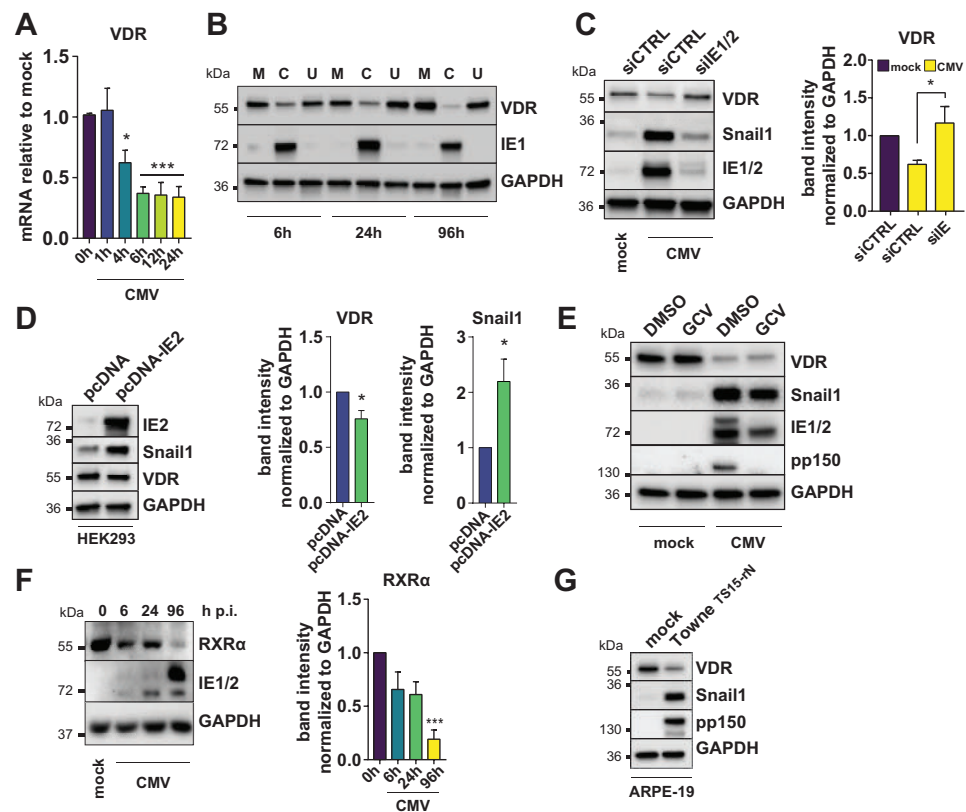 A
VDR
mRNA relative to mock
1.5
1.0
0.5
0.0
*
***
0h
1h
4h
6h
12h
24h
CMV
B
kDa
M C U M C U M C U
55
VDR
72
IE1
36
GAPDH
6h
24h
96h
C
kDa
siCTRL
siCTRL
siIE1/2
55
VDR
36
Snail1
72
IE1/2
36
GAPDH
mock
CMV
VDR
mock CMV
band intensity
normalized to GAPDH
2.0
1.5
1.0
0.5
0.0
*
siCTRL
siCTRL
siIE
D
kDa
pcDNA
pcDNA-IE2
72
IE2
36
Snail1
55
VDR
36
GAPDH
HEK293
VDR
band intensity
normalized to GAPDH
1.5
1.0
0.5
0.0
*
pcDNA
pcDNA-IE2
Snail1
band intensity
normalized to GAPDH
3
2
1
0
*
pcDNA
pcDNA-IE2
E
kDa
DMSO
GCV
DMSO
GCV
55
VDR
36
Snail1
72
IE1/2
130
pp150
36
GAPDH
mock
CMV
F
kDa
0 6 24 96 h p.i.
55
RXRα
72
IE1/2
37
GAPDH
mock
CMV
RXRα
band intensity
normalized to GAPDH
1.5
1.0
0.5
0.0
***
0h
6h
24h
96h
CMV
G
kDa
mock
Towne TS15-rN
55
VDR
36
Snail1
130
pp150
36
GAPDH
ARPE-19